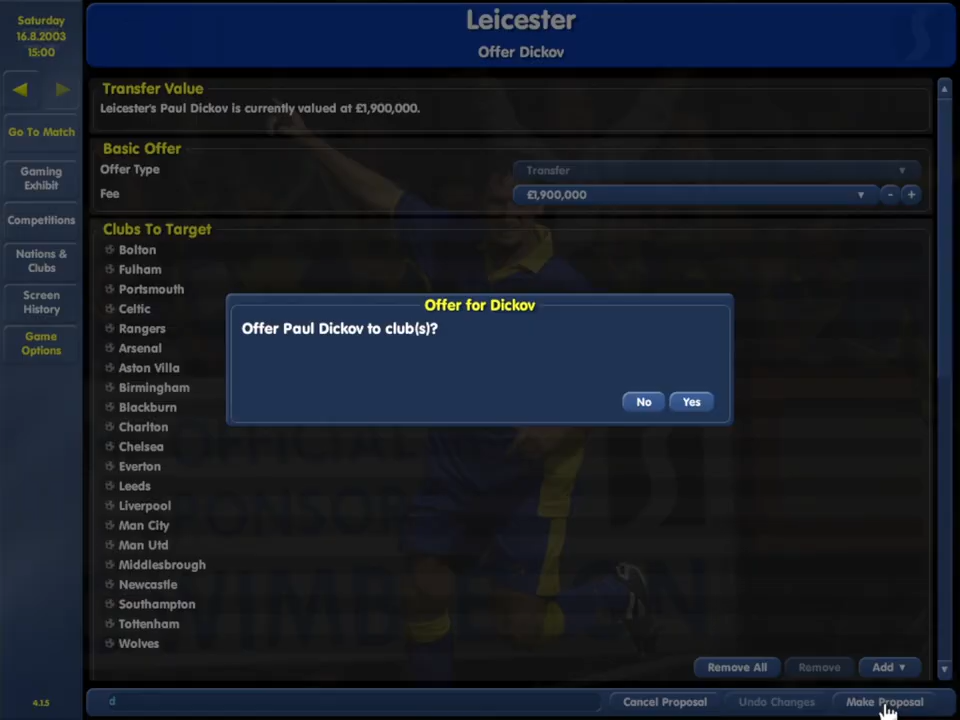 Saturday
16.8.2003
15:00
Go To Match
Gaming
Exhibit
Competitions
Nations &
Clubs
Screen
History
Game
Options
4.1.5
Leicester
Offer Dickov
Transfer Value
Leicester's Paul Dickov is currently valued at £1,900,000.
Basic Offer
Offer Type
Transfer
Fee
£1,900,000
- +
Clubs To Target
Bolton
Fulham
Portsmouth
Celtic
Rangers
Arsenal
Aston Villa
Birmingham
Blackburn
Charlton
Chelsea
Everton
Leeds
Liverpool
Man City
Man Utd
Middlesbrough
Newcastle
Southampton
Tottenham
Wolves
Offer for Dickov
Offer Paul Dickov to club(s)?
No Yes
OFFICIAL
Remove All Remove Add
d
Cancel Proposal Undo Changes Make Proposal